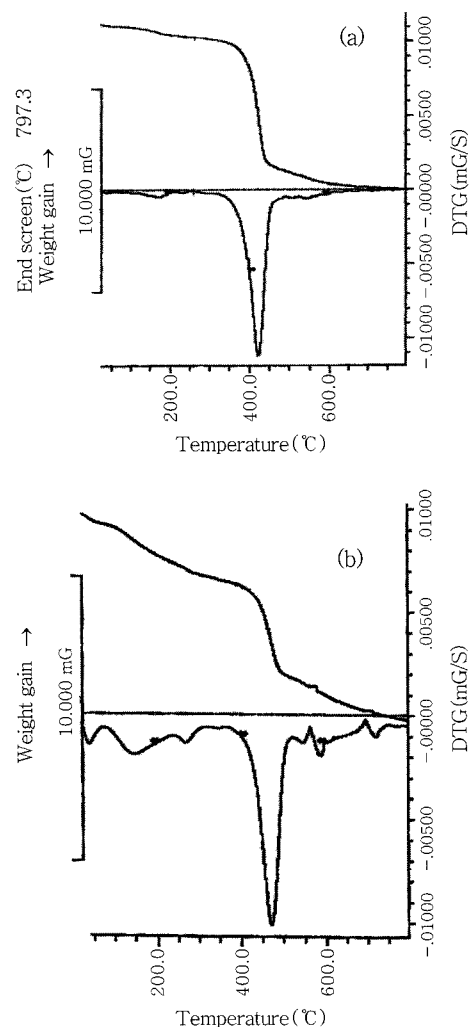 (a)
End screen(℃) 797.3
Weight gain →
10.000 mG
.01000
.00500
-.00000
-.00500
-.01000
DTG(mG/S)
200.0
400.0
600.0
Temperature(℃)
(b)
Weight gain →
10.000 mG
.01000
.00500
-.00000
-.00500
-.01000
DTG(mG/S)
200.0
400.0
600.0
Temperature(℃)